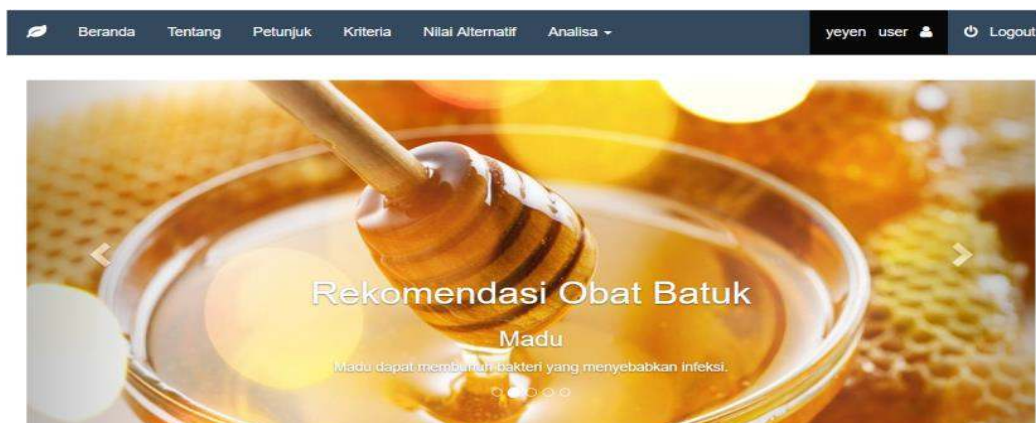 Beranda Tentang Petunjuk Kriteria Nilai Alternatif Analisa yeyen user Logout
Rekomendasi Obat Batuk
Madu
Madu dapat membunuh bakteri yang menyebabkan infeksi.